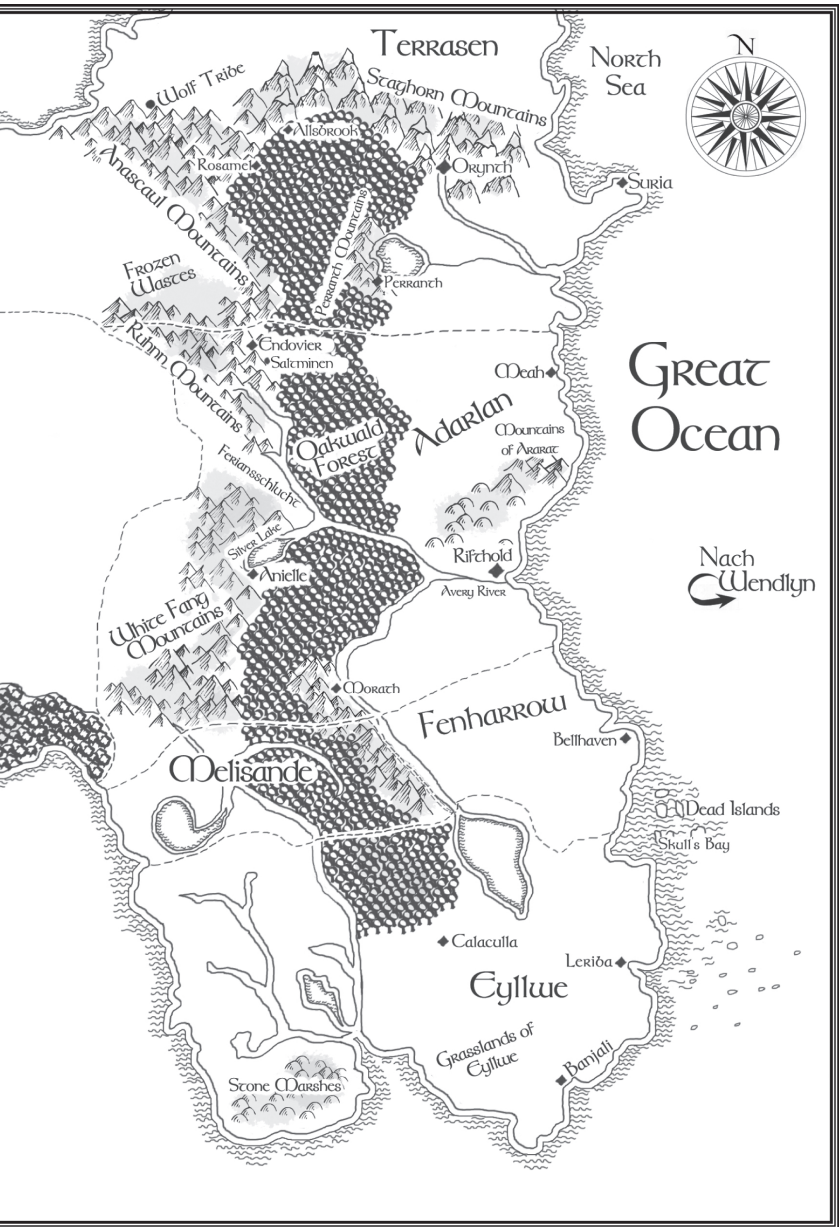 Terrasen
North
Sea
N
Wolf Tribe
Staghorn Mountains
Allsbrook
Rosamel
Orynth
Suria
Anascaul Mountains
Perranth Mountains
Frozen
Wastes
Perranth
Endovier
Saltminen
Ruhnn Mountains
Meah
Great
Ocean
Adarlan
Oakwald
Forest
Mountains
of Ararat
Feriansschlucht
Silver Lake
Rifthold
Anielle
Avery River
Nach
Wendlyn
White Fang
Mountains
Morath
Fenharrow
Bellhaven
Melisande
Dead Islands
Skull's Bay
Calaculla
Leriba
Eyllwe
Grasslands of
Eyllwe
Banjali
Stone Marshes